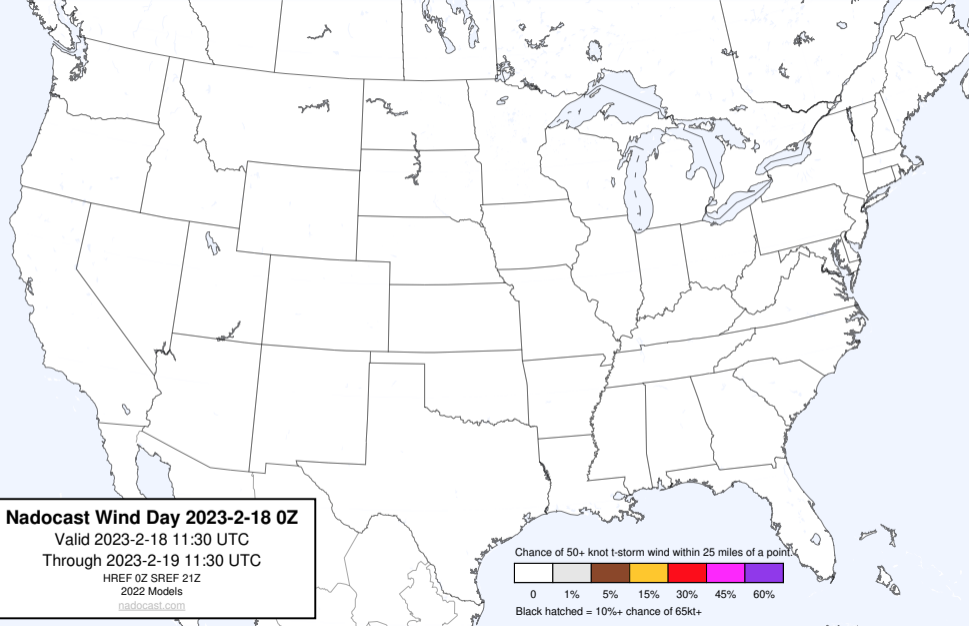 Nadocast Wind Day 2023-2-18 0Z
Valid 2023-2-18 11:30 UTC
Through 2023-2-19 11:30 UTC
HREF 0Z SREF 21Z
2022 Models
nadocast.com
Chance of 50+ knot t-storm wind within 25 miles of a point.
0 1% 5% 15% 30% 45% 60%
Black hatched = 10%+ chance of 65kt+